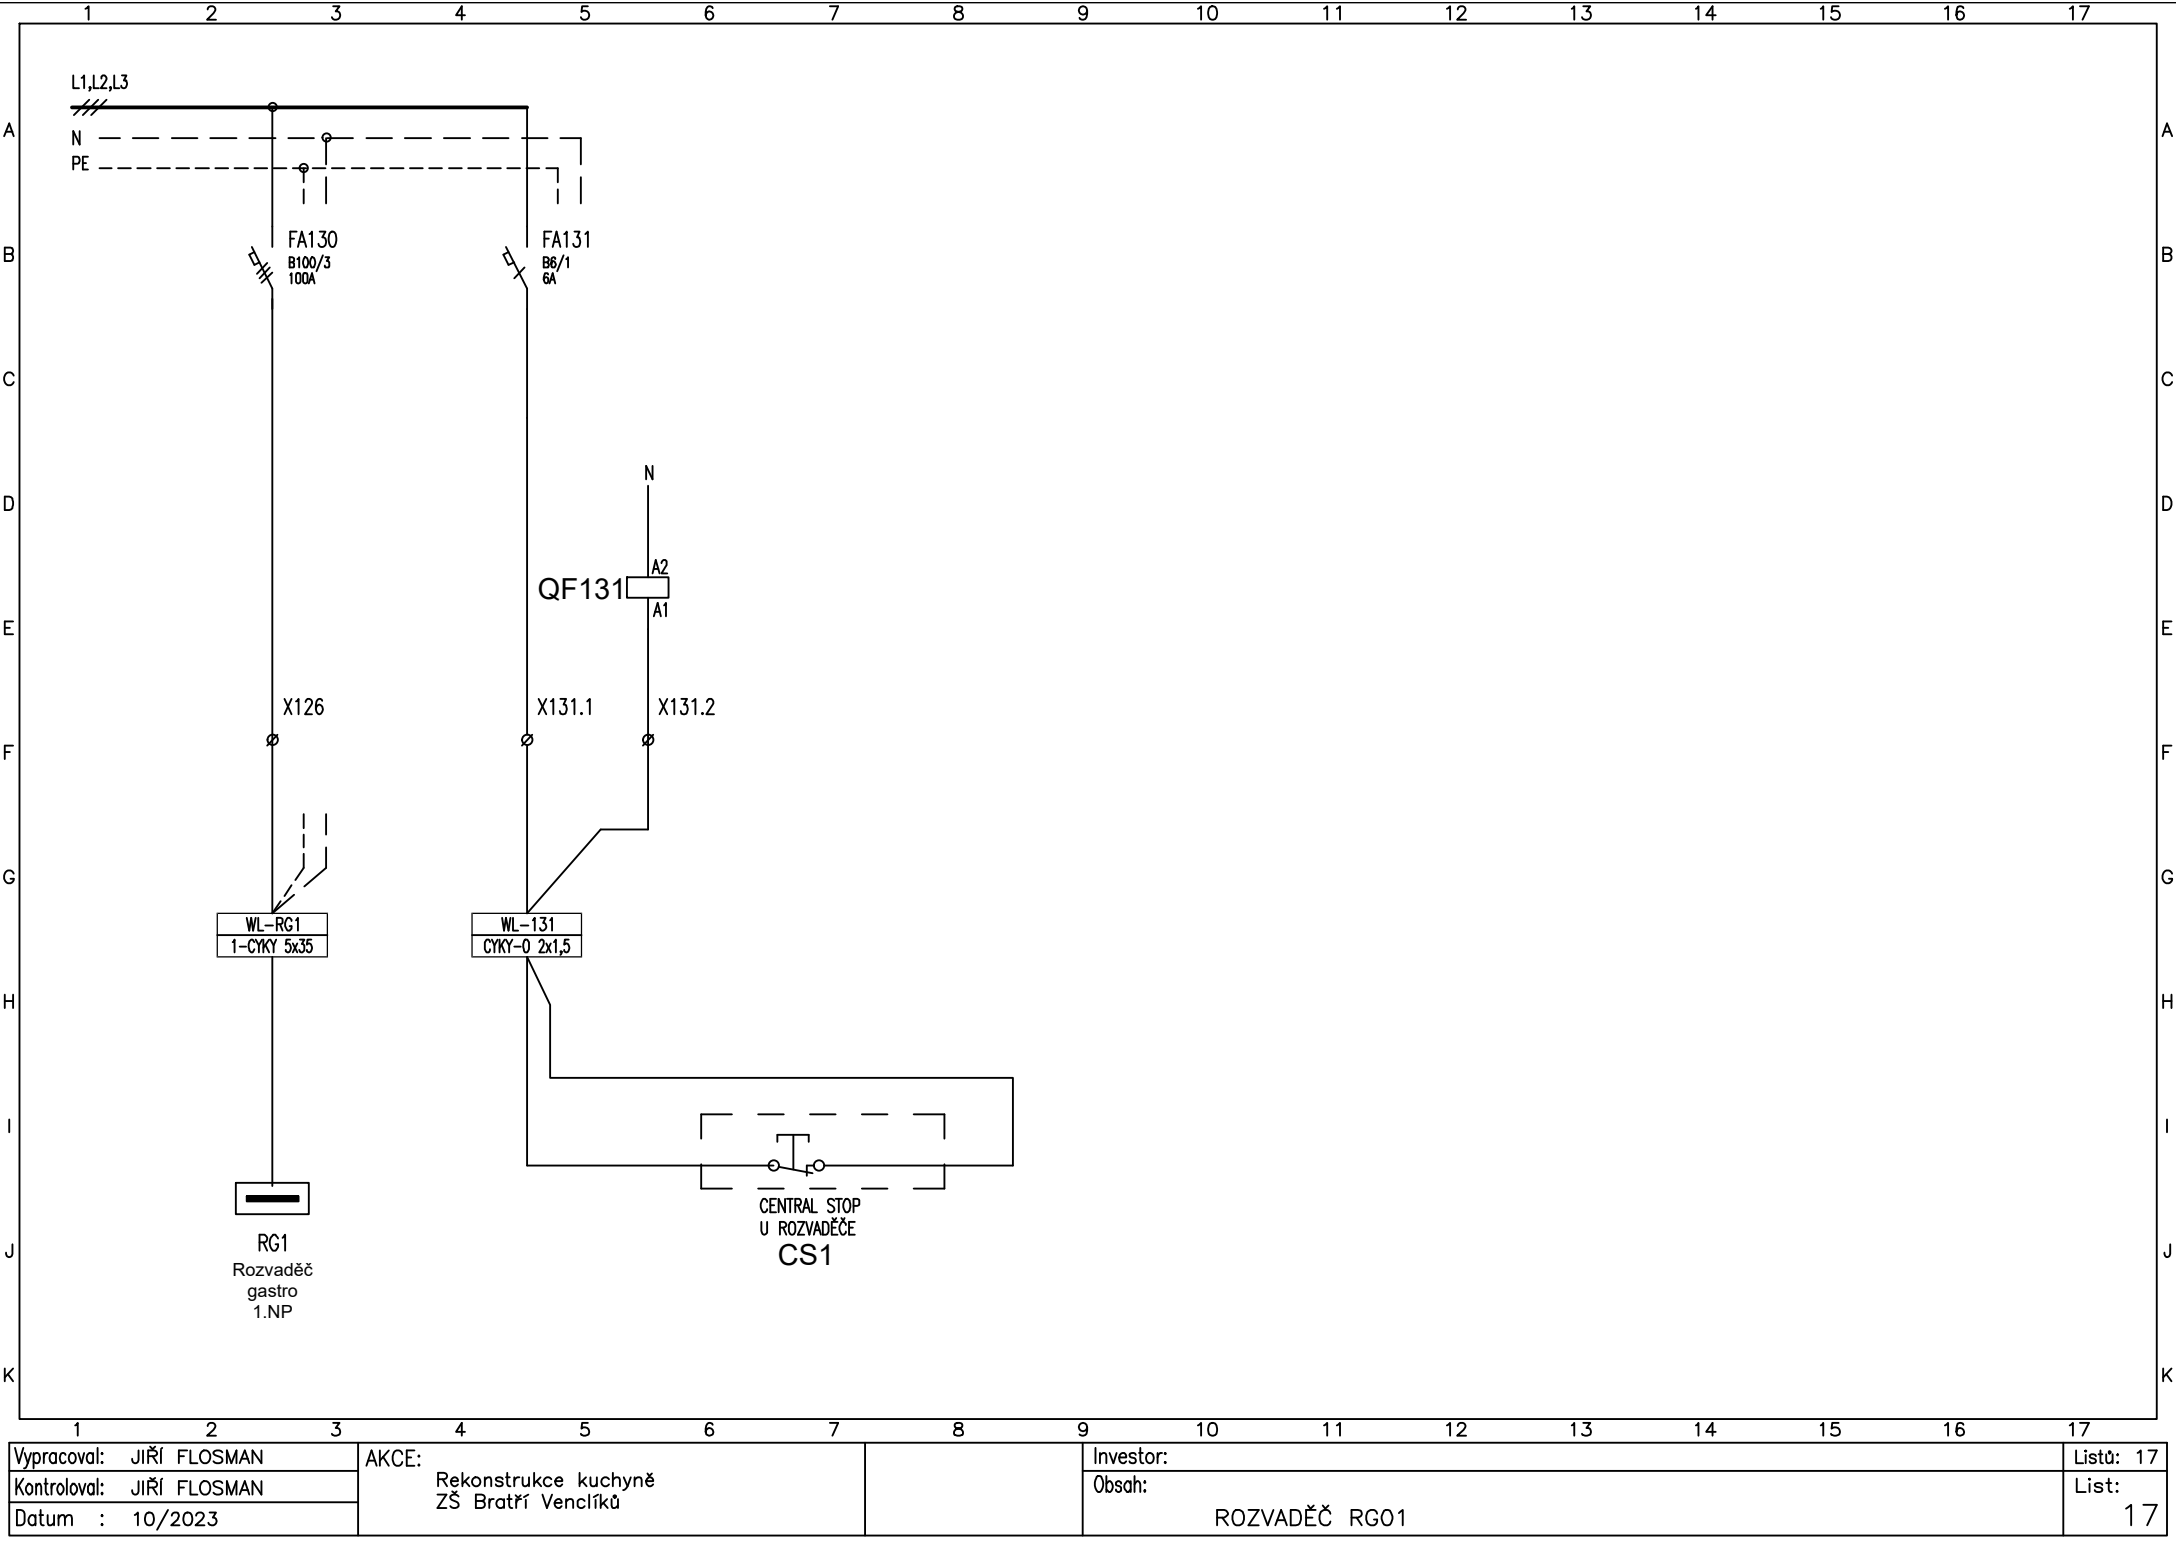 1 2 3 4 5 6 7 8 9 10 11 12 13 14 15 16 17
L1,L2,L3
A A
N
PE
FA130 FA131
B B
B100/3 B6/1
100A 6A
C C
N
D D
A2
QF131
A1
E E
X126 X131.1 X131.2
F F
G G
WL-RG1 WL-131
1-CYKY 5x35 CYKY-O 2x1,5
H H
I I
CENTRAL STOP
U ROZVADĚČE
RG1 CS1
J J
Rozvaděč
gastro
1.NP
K K
1 2 3 4 5 6 7 8 9 10 11 12 13 14 15 16 17
Vypracoval: JIŘÍ FLOSMAN
Kontroloval: JIŘÍ FLOSMAN
Datum : 10/2023
AKCE:
Rekonstrukce kuchyně
ZŠ Bratří Venclíků
Investor:
Obsah:
ROZVADĚČ RG01
Listů: 17
List:
17